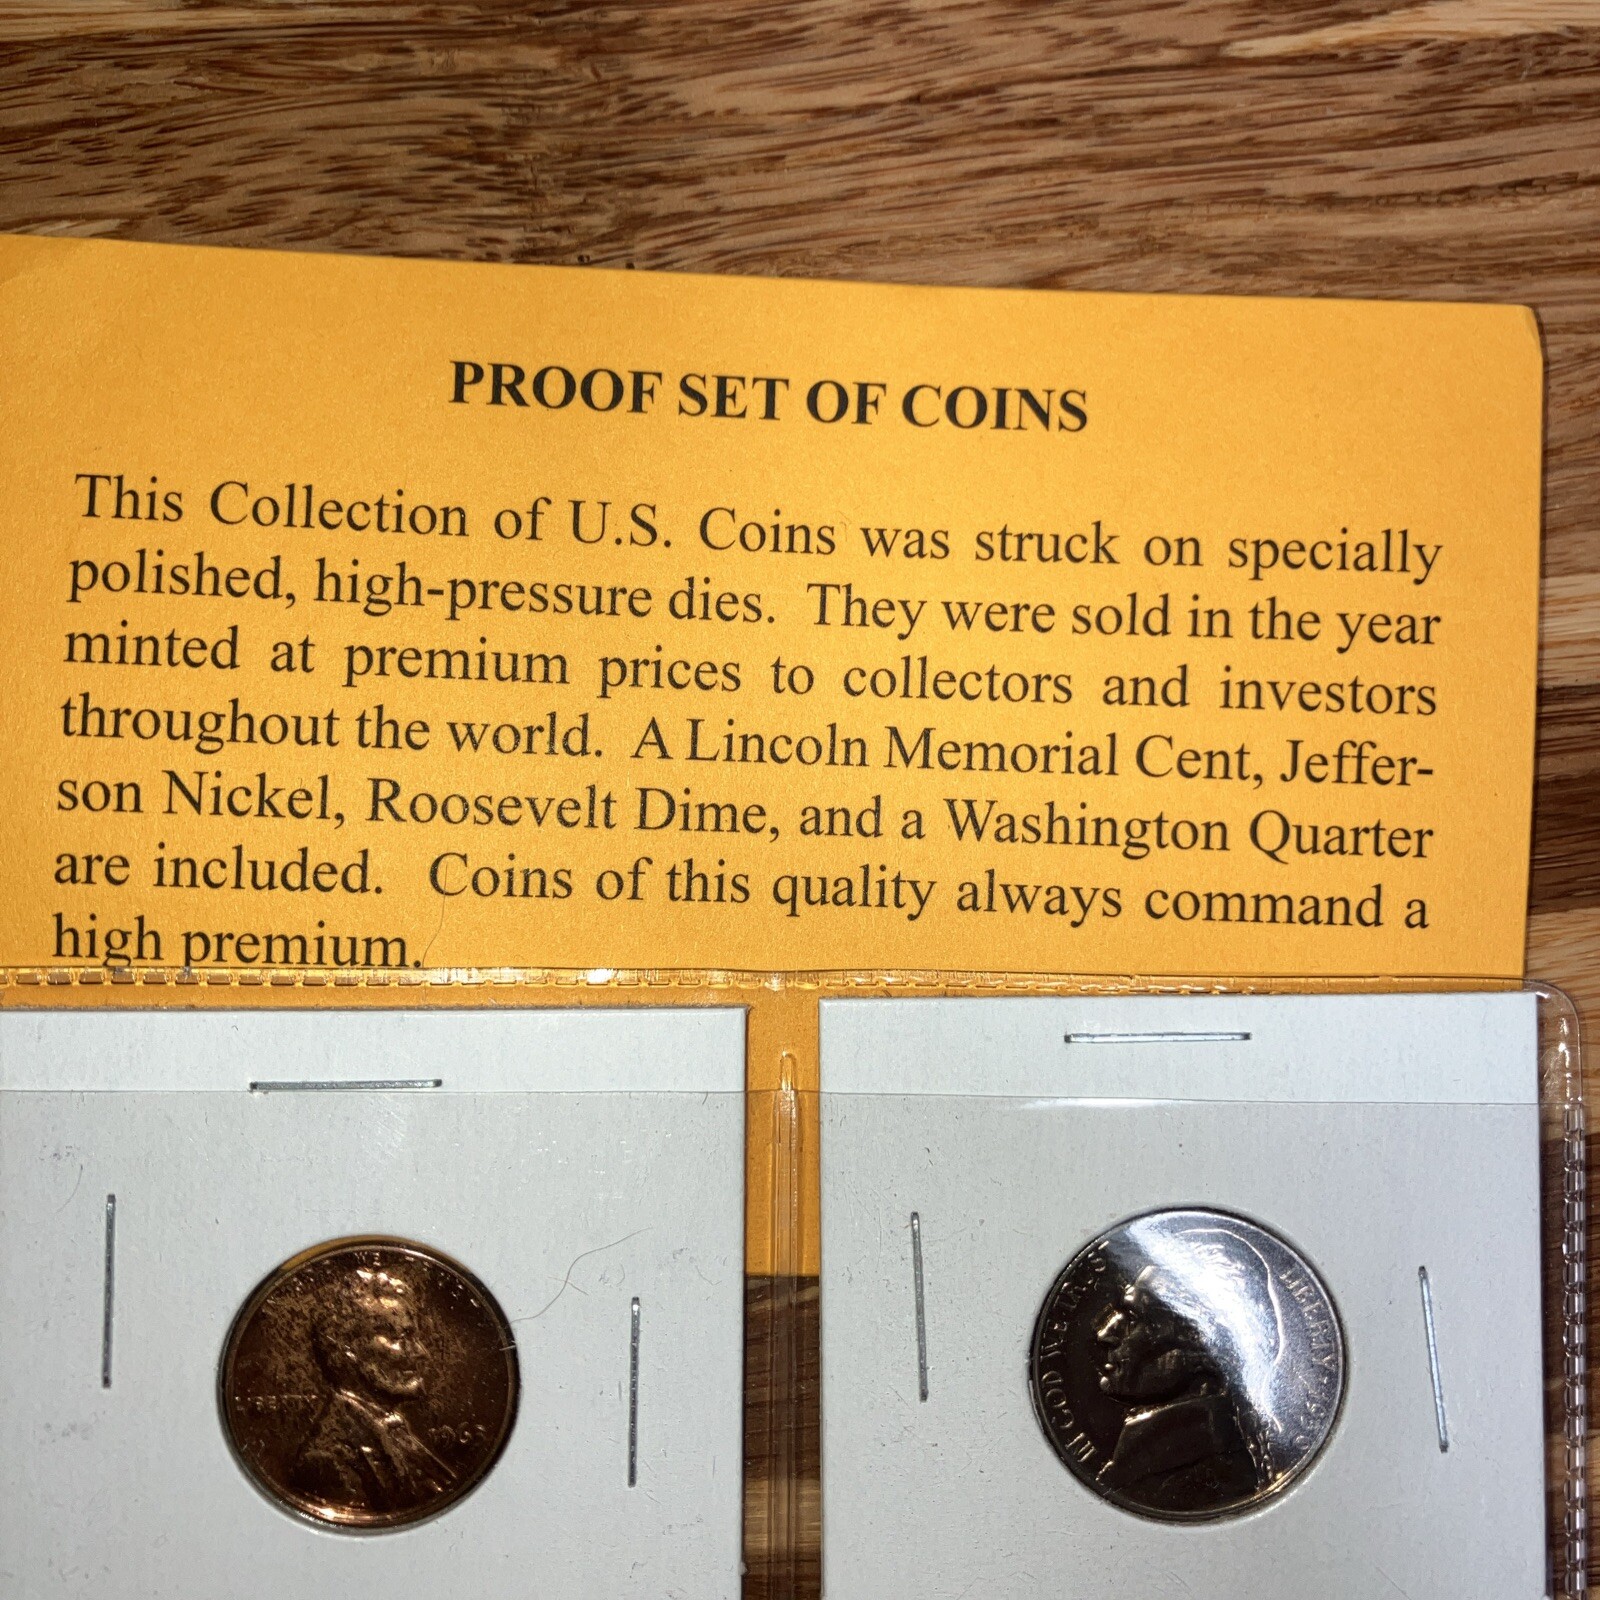 PROOF SET OF COINS
This Collection of U.S. Coins was struck on specially
polished, high-pressure dies. They were sold in the year
minted at premium prices to collectors and investors
throughout the world. A Lincoln Memorial Cent, Jeffer-
son Nickel, Roosevelt Dime, and a Washington Quarter
are included. Coins of this quality always command a
high premium.
LIBERTY
IN GOD WE TRUST
LIBERTY